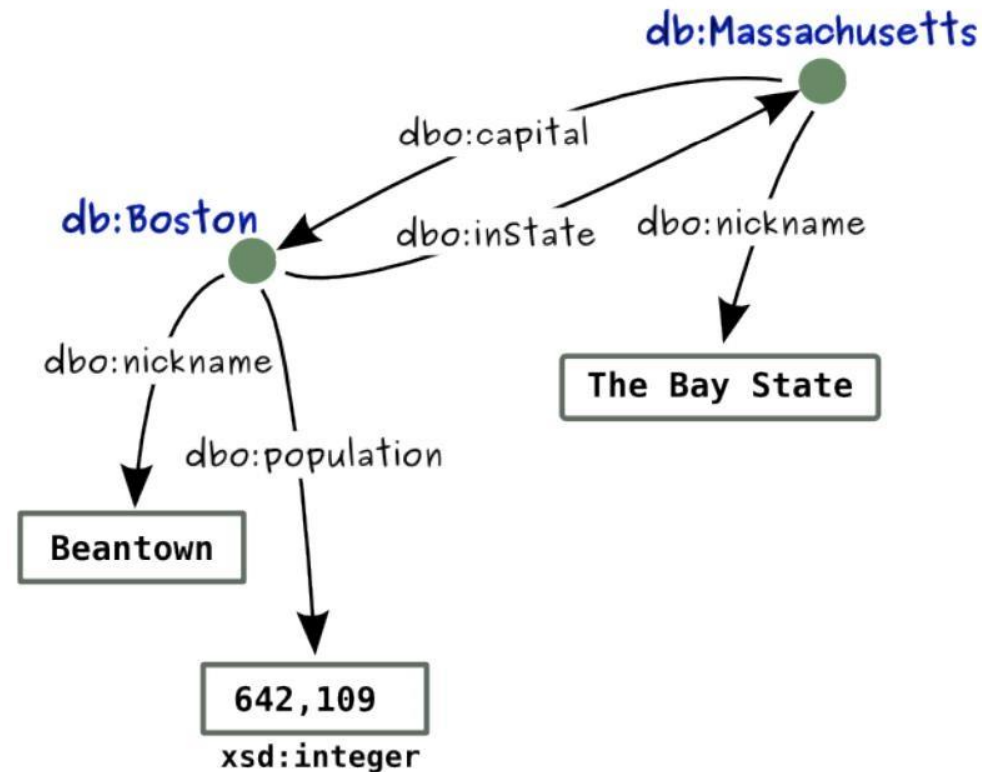 db:Massachusetts
dbo:capital
db:Boston
dbo:inState
dbo:nickname
dbo:nickname
The Bay State
dbo:population
Beantown
642,109
xsd:integer